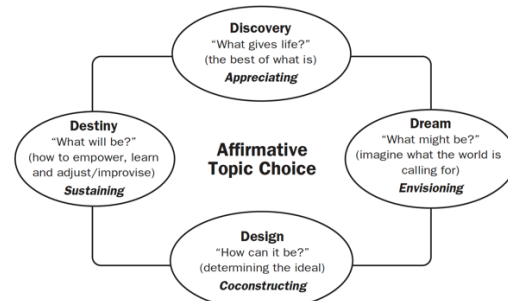 Discovery
“What gives life?”
(the best of what is)
Appreciating
Destiny
“What will be?”
(how to empower, learn
and adjust/improvise)
Sustaining
Affirmative
Topic Choice
Dream
“What might be?”
(imagine what the world is
calling for)
Envisioning
Design
“How can it be?”
(determining the ideal)
Coconstructing